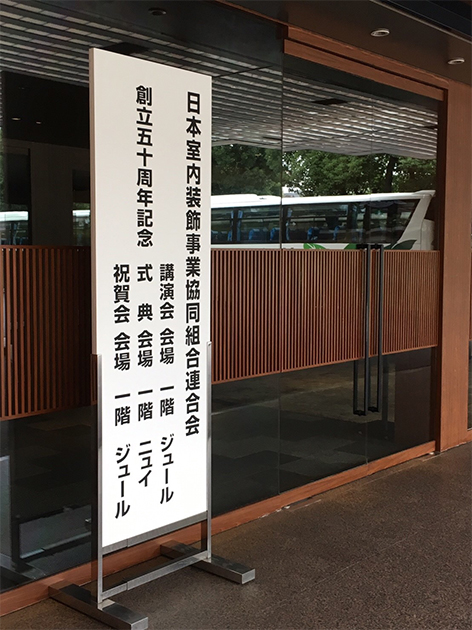 日本室内装飾事業協同組合連合会
講演会 会場 一階 ジュール
創立五十周年記念 式典 会場 一階 ニュイ
祝賀会 会場 一階 ジュール